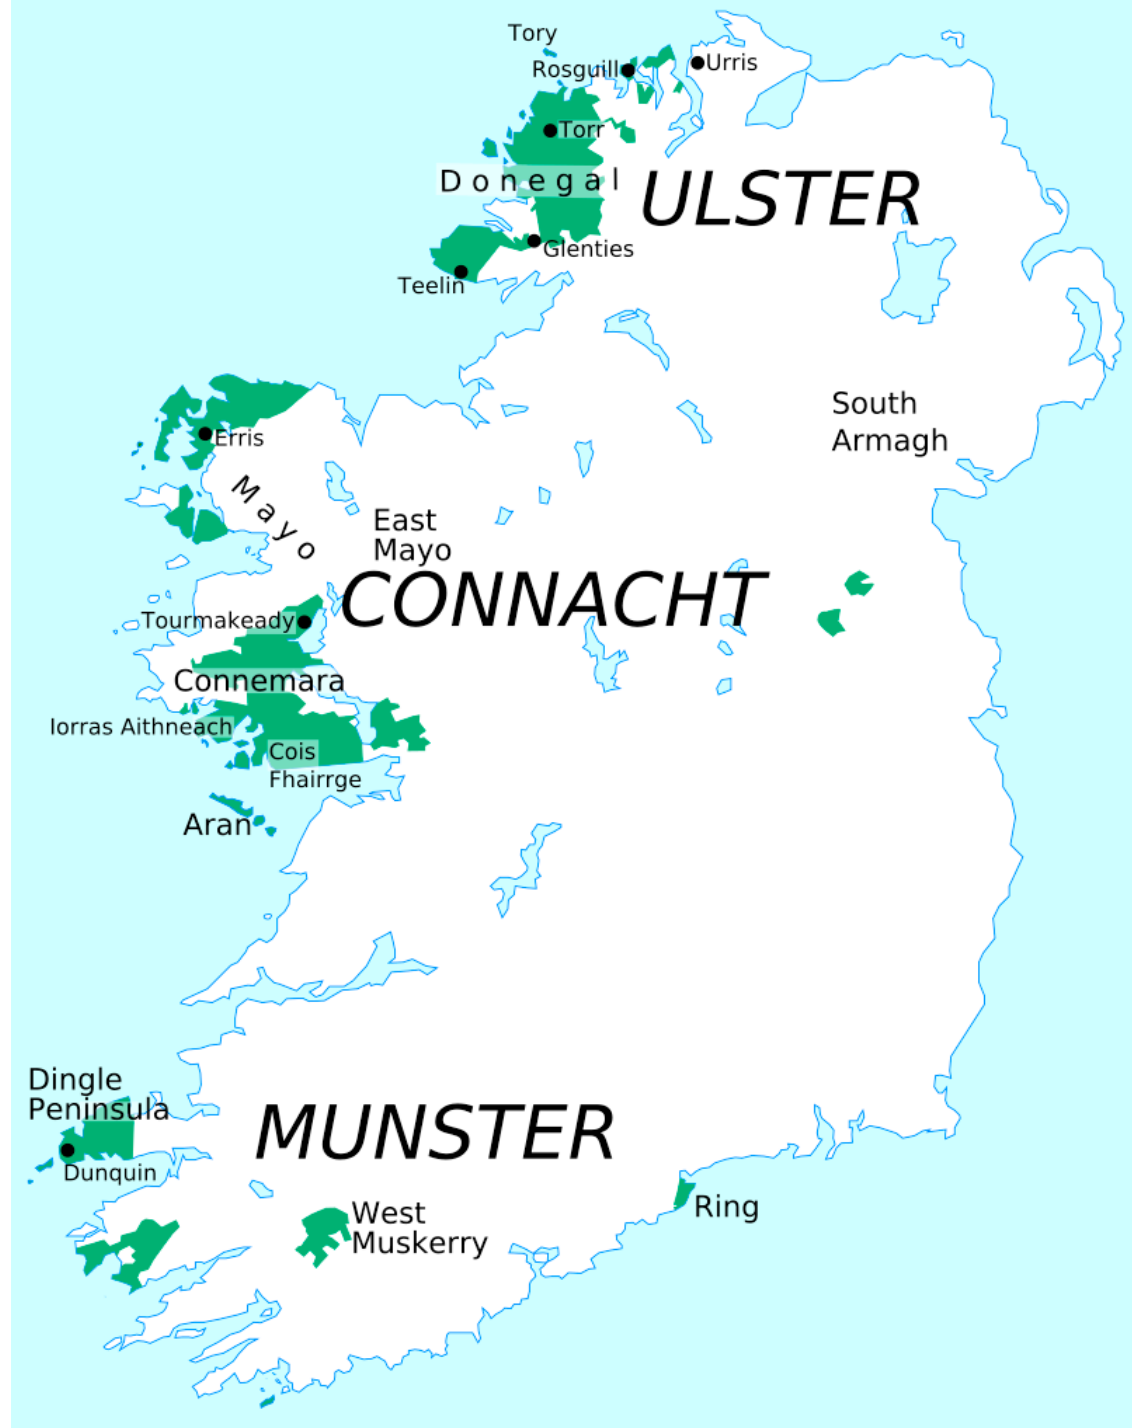 Tory
Rosguill
Urris
Torr
Donegal
ULSTER
Glenties
Teelin
South
Armagh
Erris
Mayo
East
Mayo
CONNACHT
Tourmakeady
Connemara
Iorras Aithneach
Cois
Fhairrge
Aran
Dingle
Peninsula
MUNSTER
Dunquin
West
Muskerry
Ring